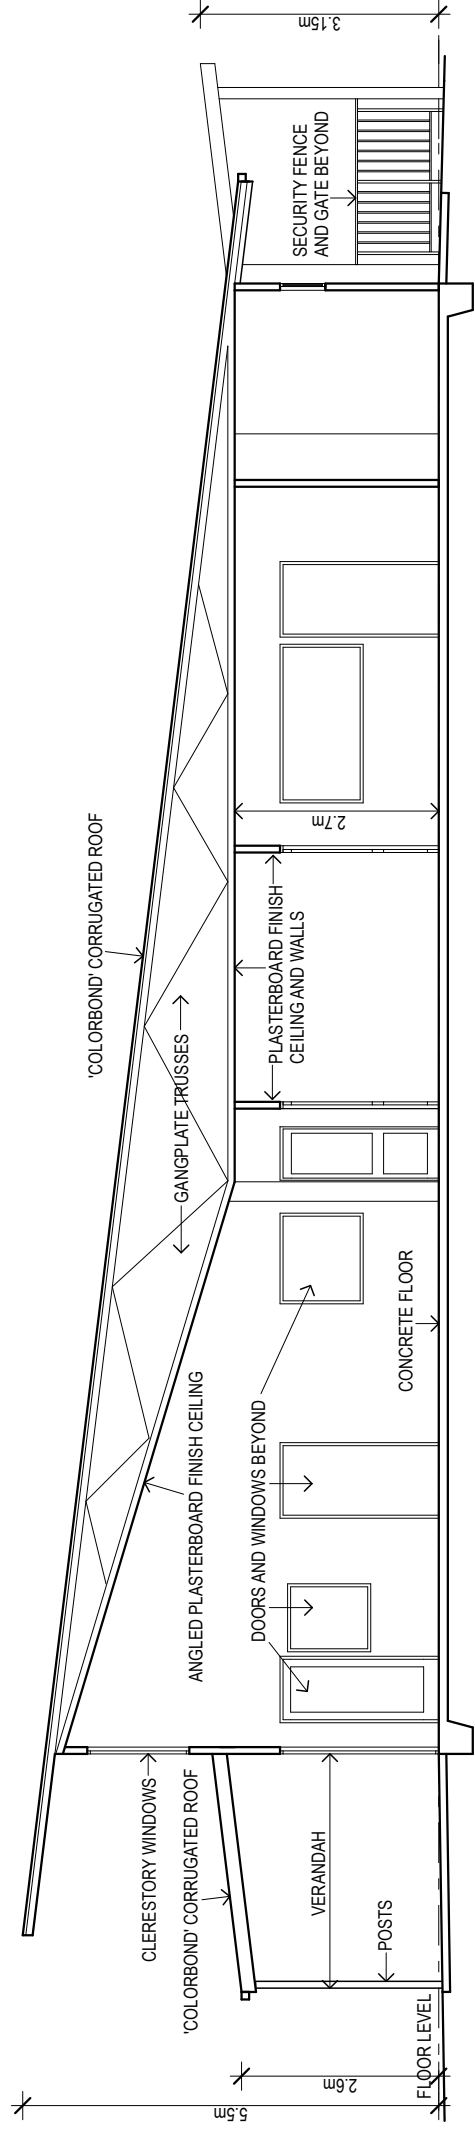 5.5m
2.6m
FLOOR LEVEL
POSTS
VERANDAH
'COLORBOND' CORRUGATED ROOF
CLERESTORY WINDOWS
ANGLED PLASTERBOARD FINISH CEILING
DOORS AND WINDOWS BEYOND
CONCRETE FLOOR
GANGPLATE TRUSSES
'COLORBOND' CORRUGATED ROOF
PLASTERBOARD FINISH
CEILING AND WALLS
2.7m
SECURITY FENCE
AND GATE BEYOND
3.15m